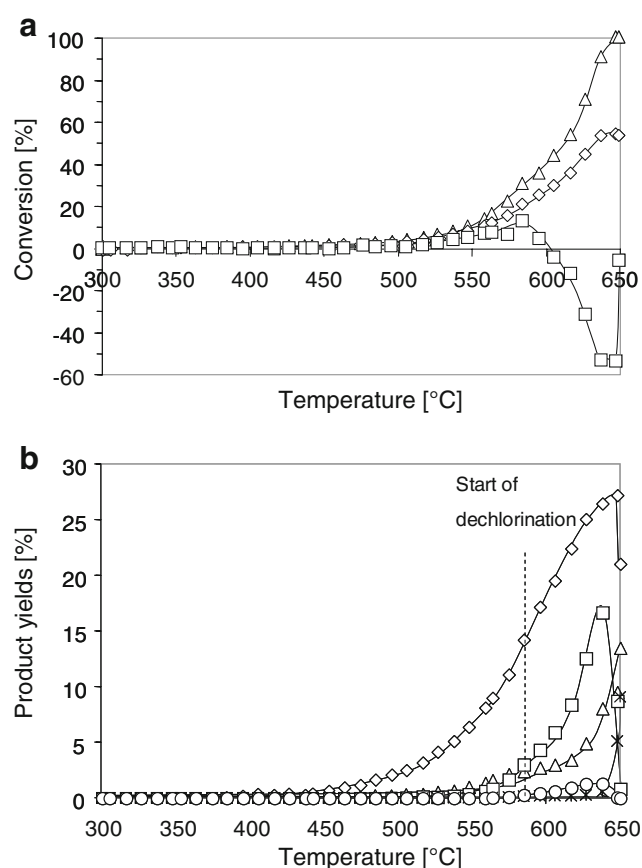 a
Conversion [%]
100
80
60
40
20
0
-20
-40
-60
300 350 400 450 500 550 600 650
Temperature [°C]
b
Product yields [%]
30
25
20
15
10
5
0
Start of
dechlorination
300 350 400 450 500 550 600 650
Temperature [°C]